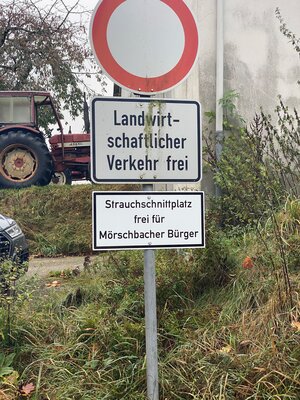 Landwirt-
schaftlicher
Verkehr frei
Strauchschnittplatz
frei für
Mörschbacher Bürger